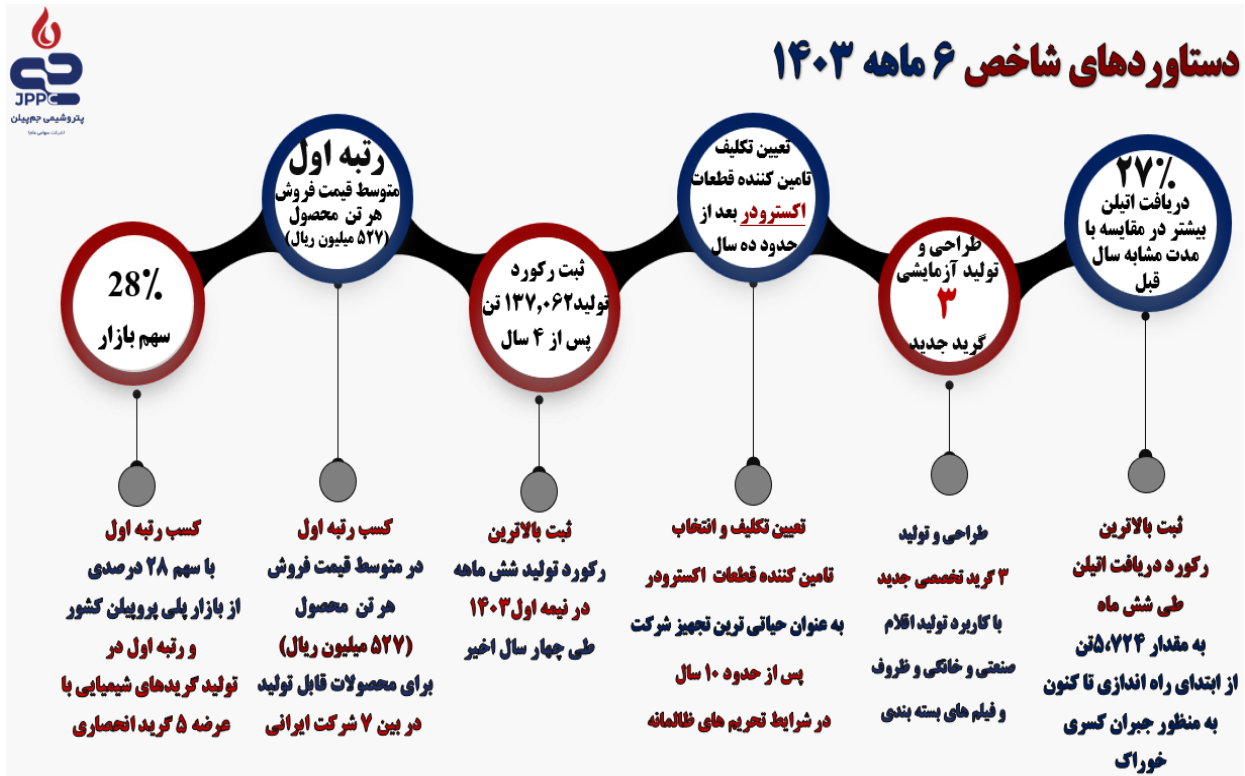 دستاوردهای شاخص ۶ ماهه ۱۴۰۳
JPPC
پتروشیمی جم‌پیلن
(شرکت سهامی عام)
۲۷٪
دریافت اتیلن
بیشتر در مقایسه با
مدت مشابه سال
قبل
طراحی و
تولید آزمایشی
۳
گرید جدید
تعیین تکلیف
تامین کننده قطعات
اکسترودر بعد از
حدود ده سال
ثبت رکورد
تولید۱۳۷,۰۶۲ تن
پس از ۴ سال
رتبه اول
متوسط قیمت فروش
هر تن محصول
(۵۲۷ میلیون ریال)
28٪
سهم بازار
ثبت بالاترین
رکورد دریافت اتیلن
طی شش ماه
به مقدار ۵،۷۲۴تن
از ابتدای راه اندازی تا کنون
به منظور جبران کسری
خوراک
طراحی و تولید
۳ گرید تخصصی جدید
با کاربرد تولید اقلام
صنعتی و خانگی و ظروف
و فیلم های بسته بندی
تعیین تکلیف و انتخاب
تامین کننده قطعات اکسترودر
به عنوان حیاتی ترین تجهیز شرکت
پس از حدود ۱۰ سال
در شرایط تحریم های ظالمانه
ثبت بالاترین
رکورد تولید شش ماهه
در نیمه اول۱۴۰۳
طی چهار سال اخیر
کسب رتبه اول
در متوسط قیمت فروش
هر تن محصول
(۵۲۷ میلیون ریال)
برای محصولات قابل تولید
در بین ۷ شرکت ایرانی
کسب رتبه اول
با سهم ۲۸ درصدی
از بازار پلی پروپیلن کشور
و رتبه اول در
تولید گریدهای شیمیایی با
عرضه ۵ گرید انحصاری